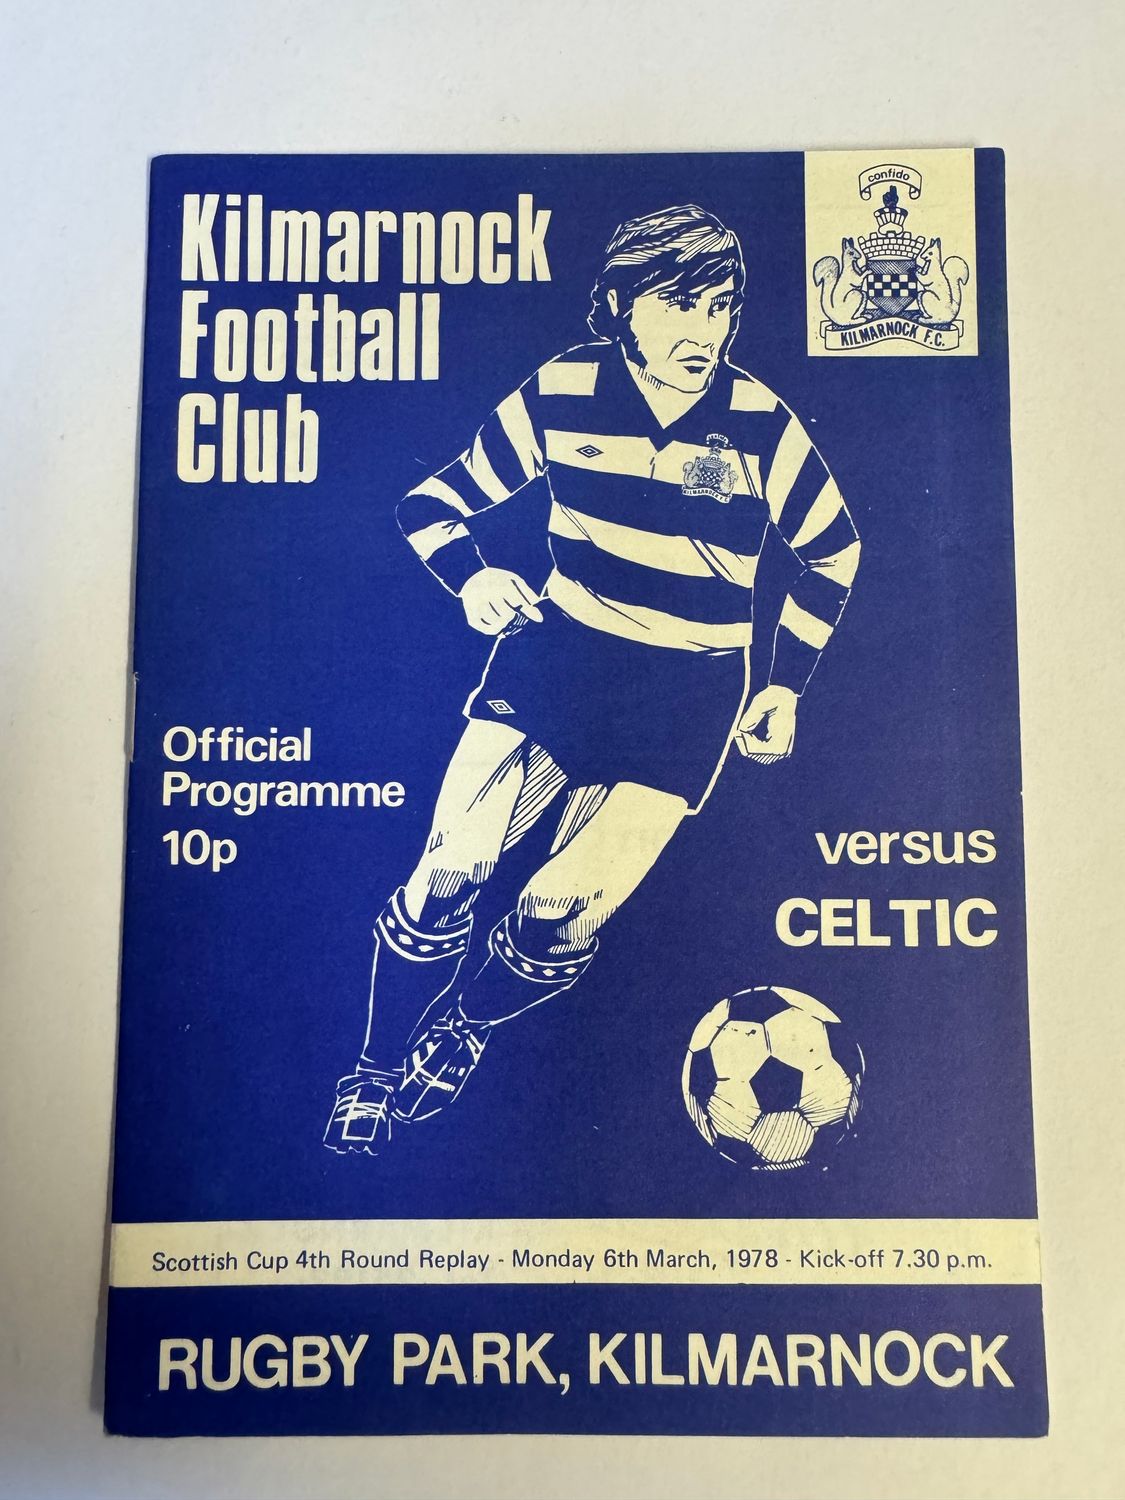 Kilmarnock
Football
Club
confido
KILMARNOCK F.C.
KILMARNOCK F.C.
Official
Programme
10p
versus
CELTIC
Scottish Cup 4th Round Replay - Monday 6th March, 1978 - Kick-off 7.30 p.m.
RUGBY PARK, KILMARNOCK